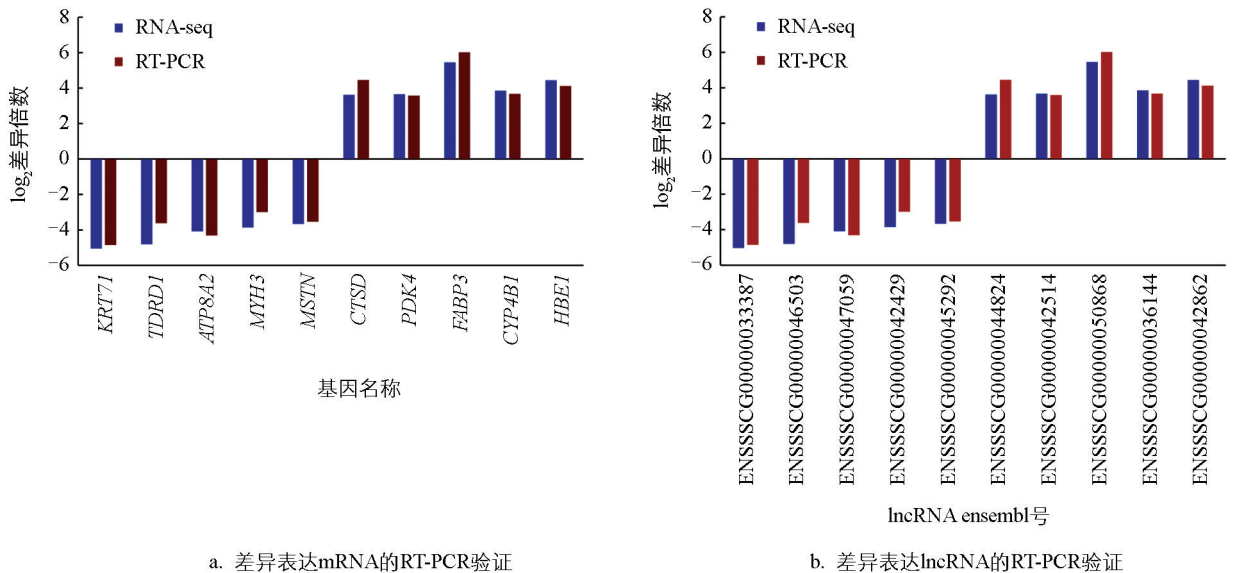 RNA-seq
RT-PCR
8
6
4
2
0
−2
−4
−6
log2差异倍数
KRT71
TDRD1
ATP8A2
MYH3
MSTN
CTSD
PDK4
FABP3
CYP4B1
HBE1
基因名称
a. 差异表达mRNA的RT-PCR验证
RNA-seq
RT-PCR
8
6
4
2
0
−2
−4
−6
log2差异倍数
ENSSSCG00000033387
ENSSSCG00000046503
ENSSSCG00000047059
ENSSSCG00000042429
ENSSSCG00000045292
ENSSSCG00000044824
ENSSSCG00000042514
ENSSSCG00000050868
ENSSSCG00000036144
ENSSSCG00000042862
lncRNA ensembl号
b. 差异表达lncRNA的RT-PCR验证